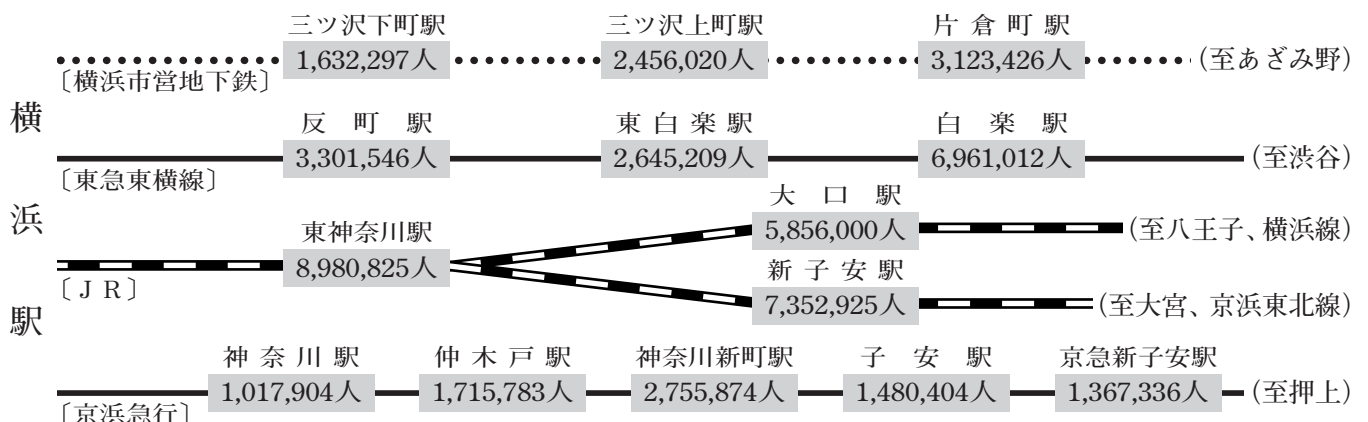 横浜駅
三ツ沢下町駅 三ツ沢上町駅 片倉町駅
1,632,297人 2,456,020人 3,123,426人 (至あざみ野)
〔横浜市営地下鉄〕
反町駅 東白楽駅 白楽駅
3,301,546人 2,645,209人 6,961,012人 (至渋谷)
〔東急東横線〕
大口駅
5,856,000人 (至八王子、横浜線)
東神奈川駅
8,980,825人
新子安駅
〔JR〕
7,352,925人 (至大宮、京浜東北線)
神奈川駅 仲木戸駅 神奈川新町駅 子安駅 京急新子安駅
1,017,904人 1,715,783人 2,755,874人 1,480,404人 1,367,336人 (至押上)
〔京浜急行〕